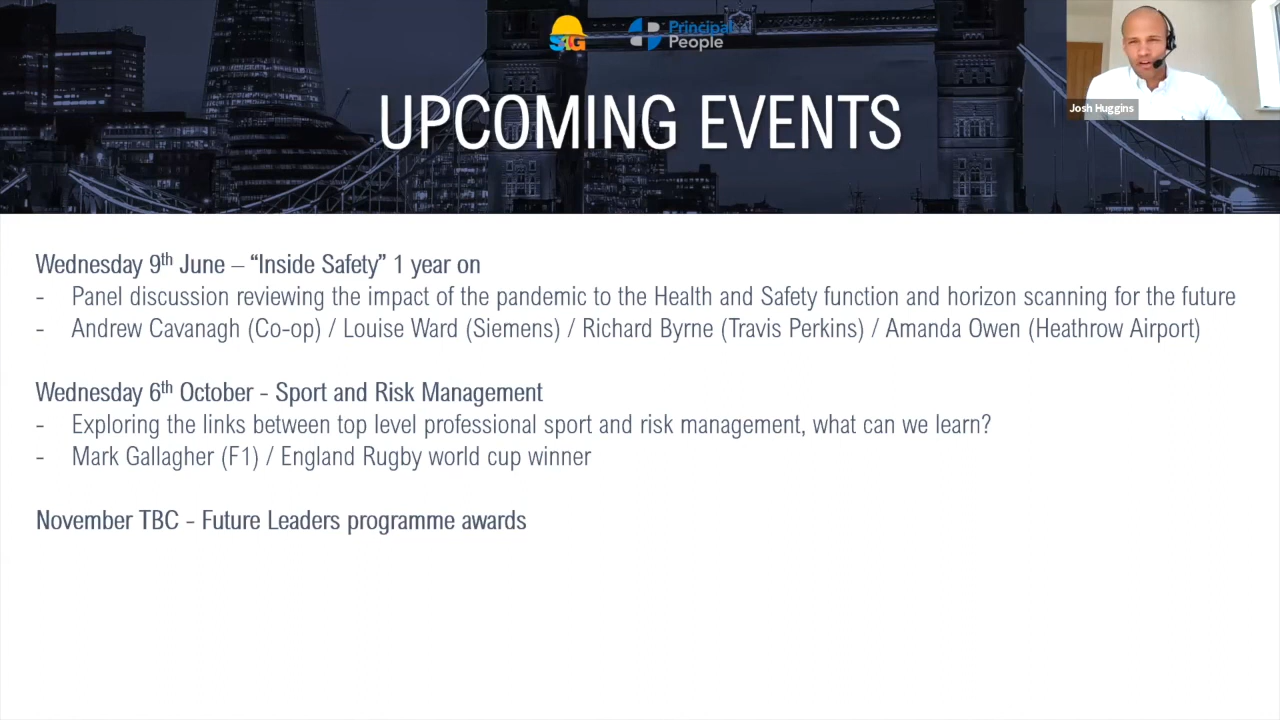 S4G
Principal
People
UPCOMING EVENTS
Josh Huggins
Wednesday 9th June – “Inside Safety” 1 year on
- Panel discussion reviewing the impact of the pandemic to the Health and Safety function and horizon scanning for the future
- Andrew Cavanagh (Co-op) / Louise Ward (Siemens) / Richard Byrne (Travis Perkins) / Amanda Owen (Heathrow Airport)
Wednesday 6th October - Sport and Risk Management
- Exploring the links between top level professional sport and risk management, what can we learn?
- Mark Gallagher (F1) / England Rugby world cup winner
November TBC - Future Leaders programme awards